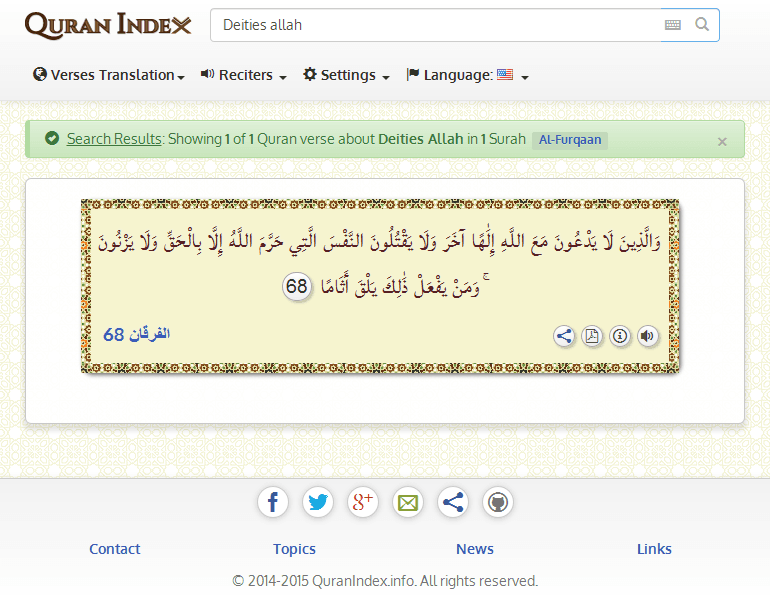 QURAN INDEX
Deities allah
Verses Translation
Reciters
Settings
Language:
Search Results: Showing 1 of 1 Quran verse about Deities Allah in 1 Surah Al-Furqaan ×
وَالَّذِينَ لَا يَدْعُونَ مَعَ اللَّهِ إِلَٰهًا آخَرَ وَلَا يَقْتُلُونَ النَّفْسَ الَّتِي حَرَّمَ اللَّهُ إِلَّا بِالْحَقِّ وَلَا يَزْنُونَ
ۚ وَمَنْ يَفْعَلْ ذَٰلِكَ يَلْقَ أَثَامًا 68
الفرقان 68
f
g+
Contact
Topics
News
Links
© 2014-2015 QuranIndex.info. All rights reserved.